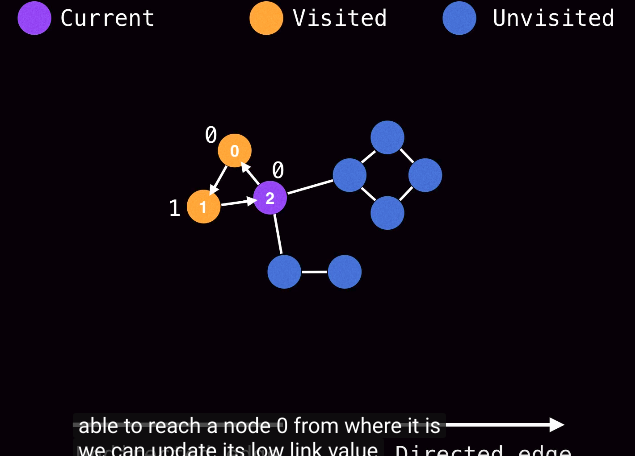 Current Visited Unvisited
0
0
0
2
1
1
able to reach a node 0 from where it is
we can update its low link value
Directed edge